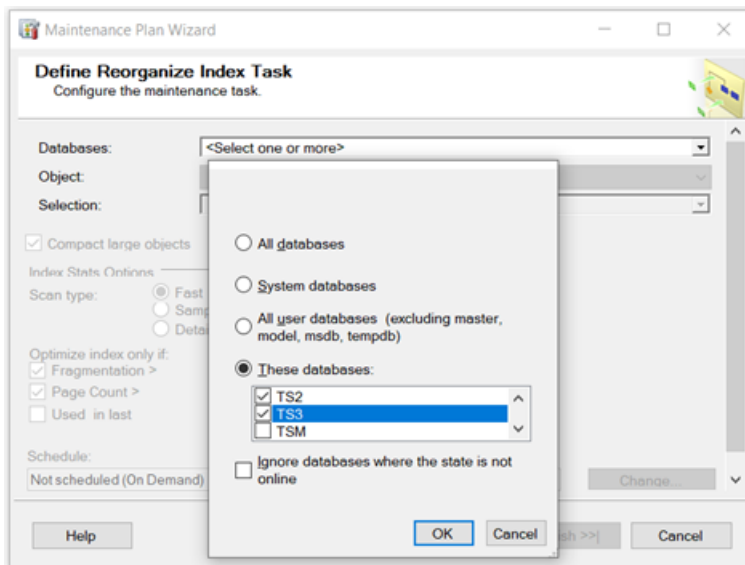 Maintenance Plan Wizard
Define Reorganize Index Task
Configure the maintenance task.
Databases:
<Select one or more>
Object:
Selection:
Compact large objects
Index Stats Options
Scan type:
Fast
Samp
Detai
Optimize index only if:
Fragmentation >
Page Count >
Used in last
Schedule:
Not scheduled (On Demand)
Change...
Help
sh >>|
Cancel
All databases
System databases
All user databases (excluding master,
model, msdb, tempdb)
These databases:
TS2
TS3
TSM
Ignore databases where the state is not
online
OK
Cancel